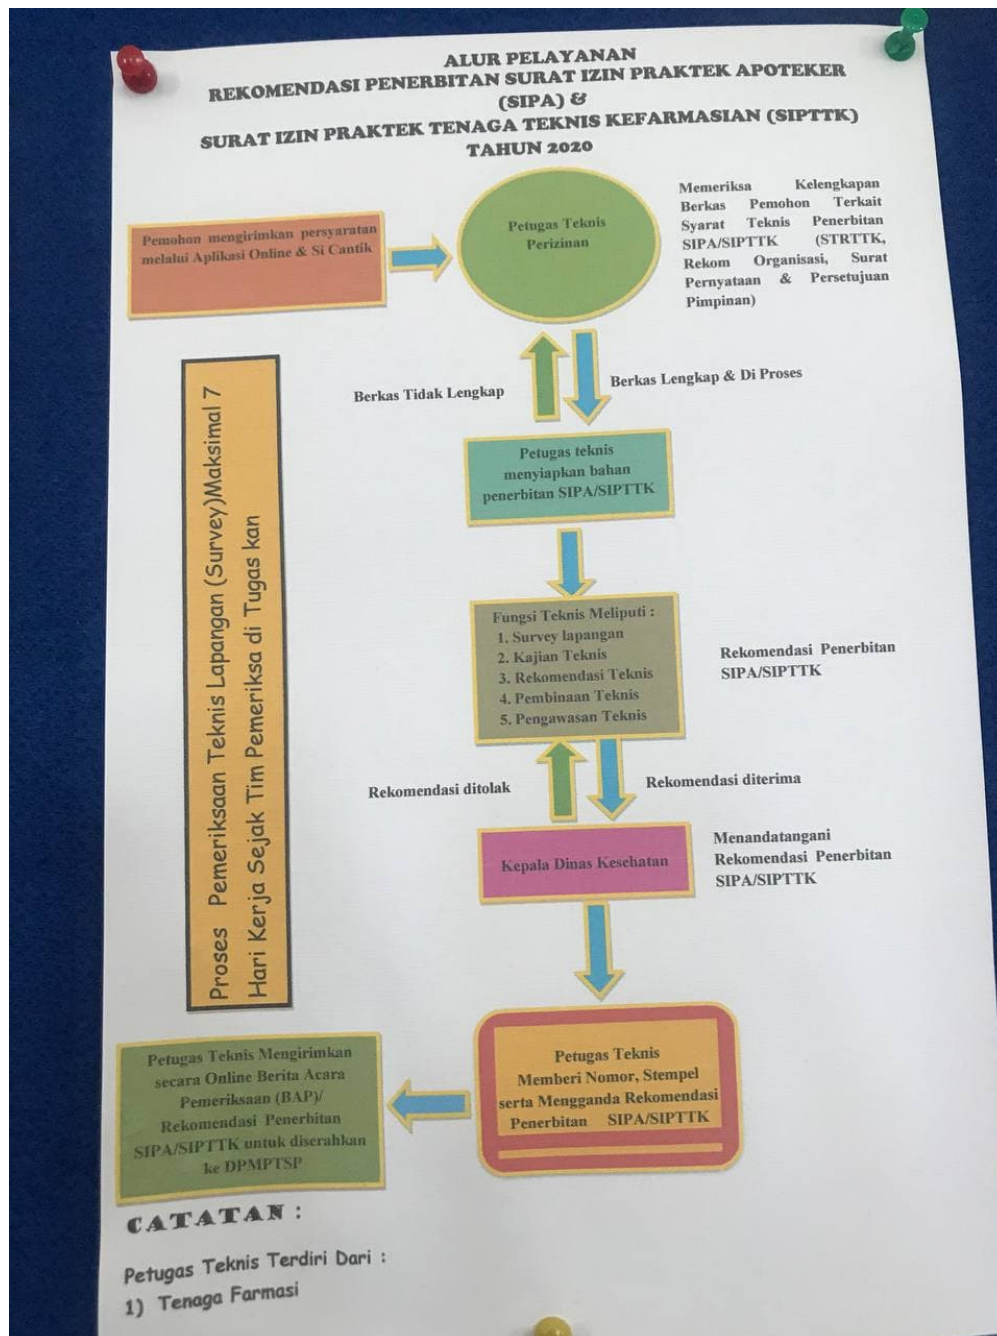 ALUR PELAYANAN
REKOMENDASI PENERBITAN SURAT IZIN PRAKTEK APOTEKER
(SIPA) &
SURAT IZIN PRAKTEK TENAGA TEKNIS KEFARMASIAN (SIPTTK)
TAHUN 2020
Pemohon mengirimkan persyaratan
melalui Aplikasi Online & Si Cantik
Petugas Teknis
Perizinan
Memeriksa Kelengkapan
Berkas Pemohon Terkait
Syarat Teknis Penerbitan
SIPA/SIPTTK (STRTTK,
Rekom Organisasi, Surat
Pernyataan & Persetujuan
Pimpinan)
Berkas Tidak Lengkap
Berkas Lengkap & Di Proses
Petugas teknis
menyiapkan bahan
penerbitan SIPA/SIPTTK
Proses Pemeriksaan Teknis Lapangan (Survey)Maksimal 7
Hari Kerja Sejak Tim Pemeriksa di Tugas kan
Fungsi Teknis Meliputi :
1. Survey lapangan
2. Kajian Teknis
3. Rekomendasi Teknis
4. Pembinaan Teknis
5. Pengawasan Teknis
Rekomendasi Penerbitan
SIPA/SIPTTK
Rekomendasi ditolak
Rekomendasi diterima
Kepala Dinas Kesehatan
Menandatangani
Rekomendasi Penerbitan
SIPA/SIPTTK
Petugas Teknis
Memberi Nomor, Stempel
serta Mengganda Rekomendasi
Penerbitan SIPA/SIPTTK
Petugas Teknis Mengirimkan
secara Online Berita Acara
Pemeriksaan (BAP)/
Rekomendasi Penerbitan
SIPA/SIPTTK untuk diserahkan
ke DPMPTSP
CATATAN :
Petugas Teknis Terdiri Dari :
1) Tenaga Farmasi